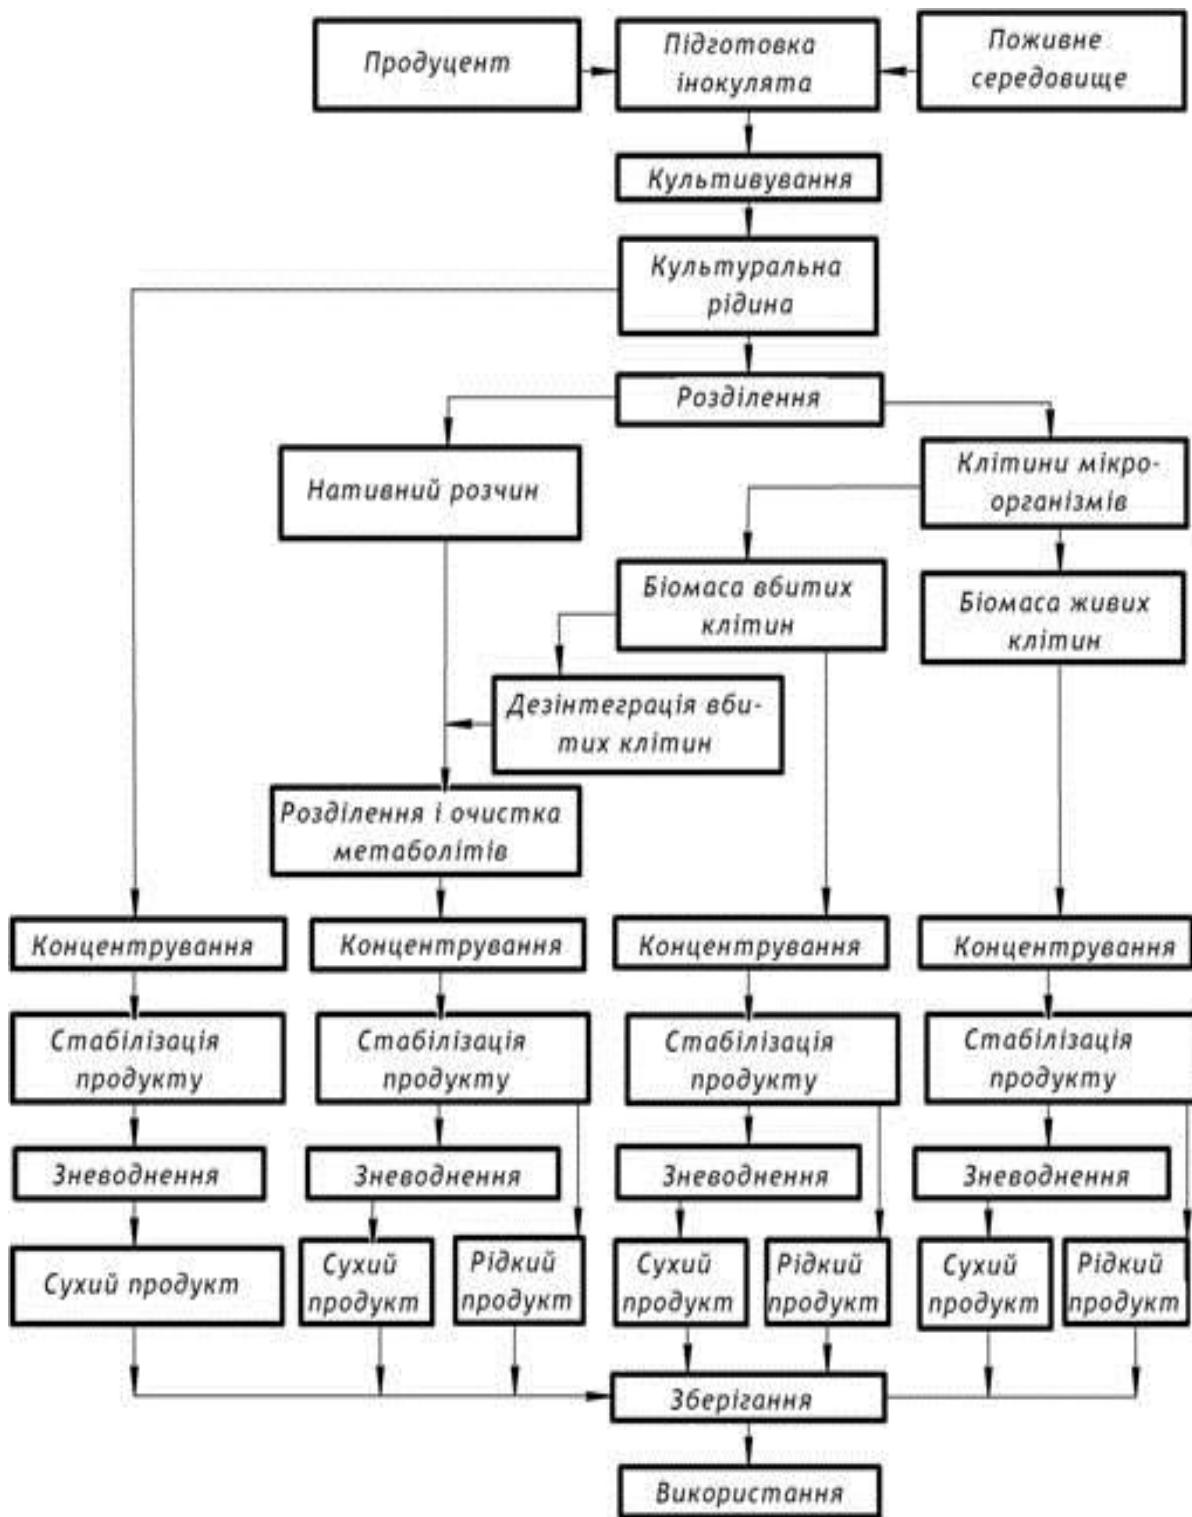 Продуцент
Підготовка
інокулята
Поживне
середовище
Культивування
Культуральна
рідина
Розділення
Нативний розчин
Клітини мікро-
організмів
Біомаса вбитих
клітин
Біомаса живих
клітин
Дезінтеграція вби-
тих клітин
Розділення і очистка
метаболітів
Концентрування
Концентрування
Концентрування
Концентрування
Стабілізація
продукту
Стабілізація
продукту
Стабілізація
продукту
Стабілізація
продукту
Зневоднення
Зневоднення
Зневоднення
Зневоднення
Сухий продукт
Сухий
продукт
Рідкий
продукт
Сухий
продукт
Рідкий
продукт
Сухий
продукт
Рідкий
продукт
Зберігання
Використання